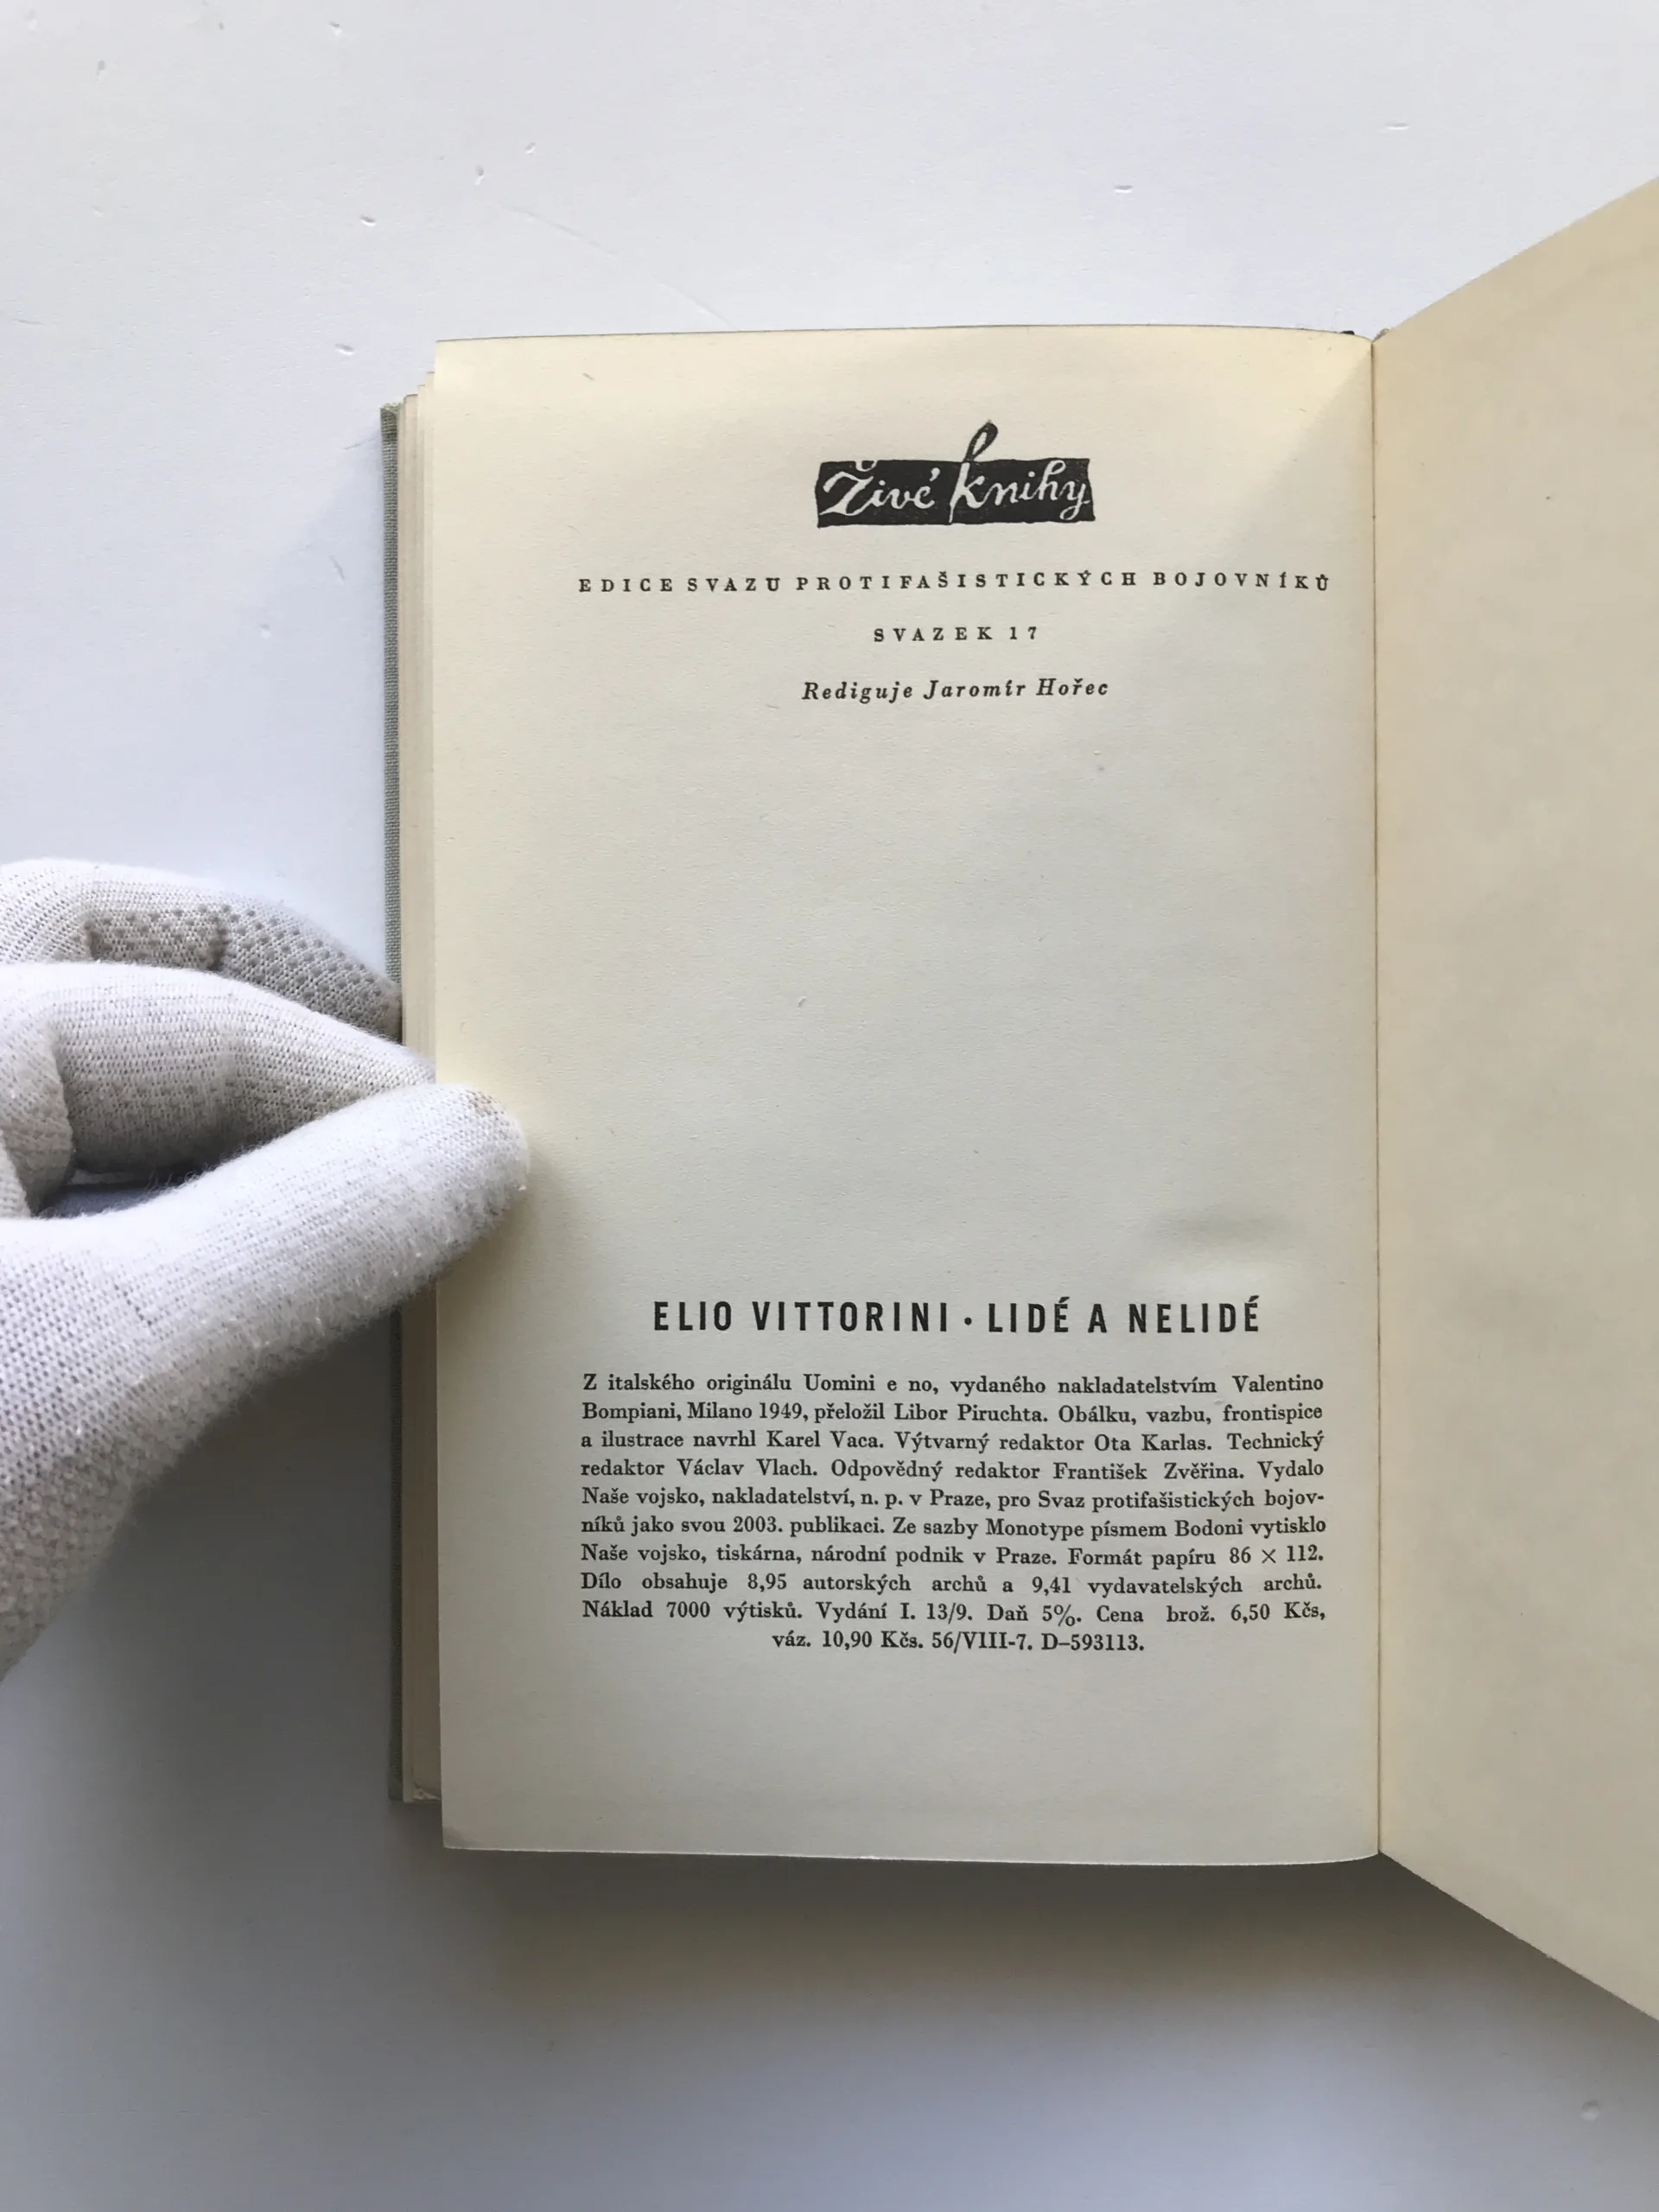 Živé knihy
EDICE SVAZU PROTIFAŠISTICKÝCH BOJOVNÍKŮ
SVAZEK 17
Rediguje Jaromír Hořec
ELIO VITTORINI · LIDÉ A NELIDÉ
Z italského originálu Uomini e no, vydaného nakladatelstvím Valentino
Bompiani, Milano 1949, přeložil Libor Piruchta. Obálku, vazbu, frontispice
a ilustrace navrhl Karel Vaca. Výtvarný redaktor Ota Karlas. Technický
redaktor Václav Vlach. Odpovědný redaktor František Zvěřina. Vydalo
Naše vojsko, nakladatelství, n. p. v Praze, pro Svaz protifašistických bojov-
níků jako svou 2003. publikaci. Ze sazby Monotype písmem Bodoni vytisklo
Naše vojsko, tiskárna, národní podnik v Praze. Formát papíru 86 × 112.
Dílo obsahuje 8,95 autorských archů a 9,41 vydavatelských archů.
Náklad 7000 výtisků. Vydání I. 13/9. Daň 5%. Cena brož. 6,50 Kčs,
váz. 10,90 Kčs. 56/VIII-7. D–593113.